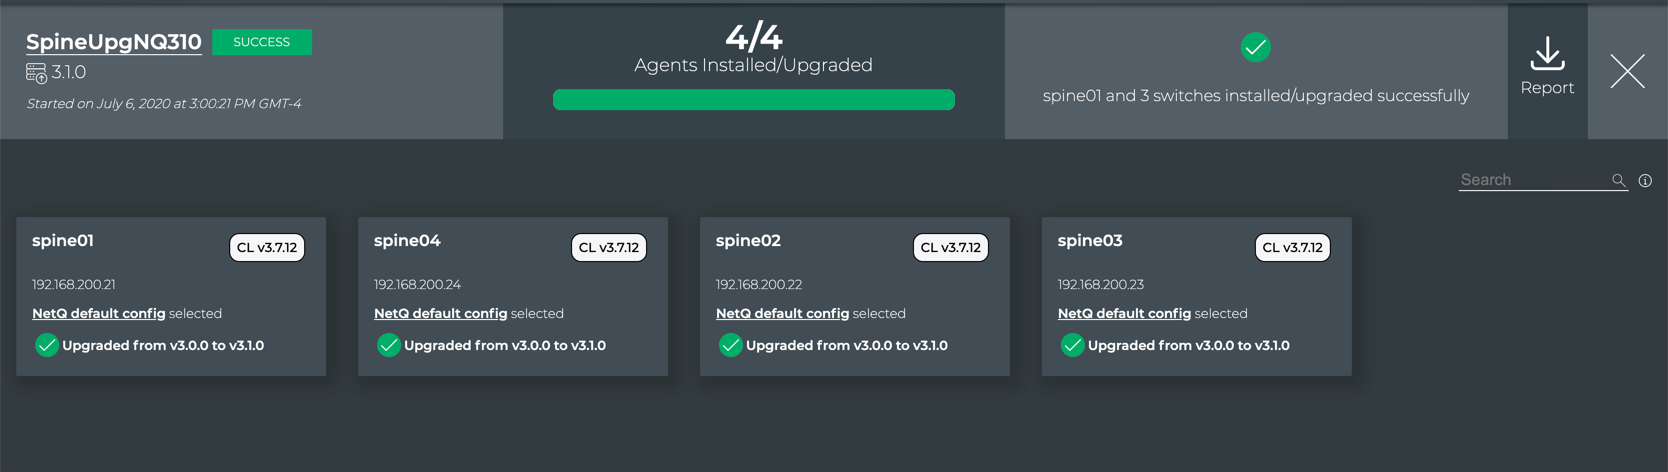 SpineUpgNQ310 SUCCESS
3.1.0
Started on July 6, 2020 at 3:00:21 PM GMT-4
4/4
Agents Installed/Upgraded
spine01 and 3 switches installed/upgraded successfully
Report
Search
spine01 CL v3.7.12
192.168.200.21
NetQ default config selected
Upgraded from v3.0.0 to v3.1.0
spine04 CL v3.7.12
192.168.200.24
NetQ default config selected
Upgraded from v3.0.0 to v3.1.0
spine02 CL v3.7.12
192.168.200.22
NetQ default config selected
Upgraded from v3.0.0 to v3.1.0
spine03 CL v3.7.12
192.168.200.23
NetQ default config selected
Upgraded from v3.0.0 to v3.1.0